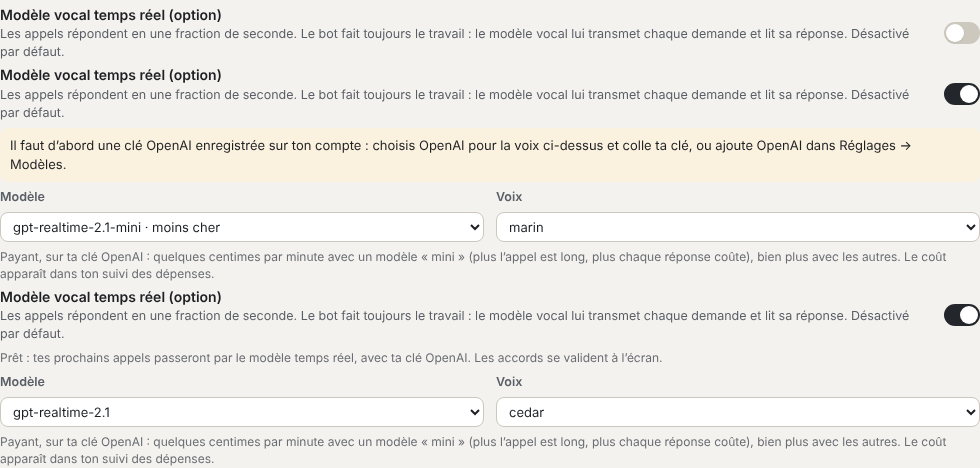 Modèle vocal temps réel (option)
Les appels répondent en une fraction de seconde. Le bot fait toujours le travail : le modèle vocal lui transmet chaque demande et lit sa réponse. Désactivé
par défaut.
Modèle vocal temps réel (option)
Les appels répondent en une fraction de seconde. Le bot fait toujours le travail : le modèle vocal lui transmet chaque demande et lit sa réponse. Désactivé
par défaut.
Il faut d’abord une clé OpenAI enregistrée sur ton compte : choisis OpenAI pour la voix ci-dessus et colle ta clé, ou ajoute OpenAI dans Réglages →
Modèles.
Modèle
Voix
gpt-realtime-2.1-mini · moins cher
marin
Payant, sur ta clé OpenAI : quelques centimes par minute avec un modèle « mini » (plus l’appel est long, plus chaque réponse coûte), bien plus avec les autres. Le coût
apparaît dans ton suivi des dépenses.
Modèle vocal temps réel (option)
Les appels répondent en une fraction de seconde. Le bot fait toujours le travail : le modèle vocal lui transmet chaque demande et lit sa réponse. Désactivé
par défaut.
Prêt : tes prochains appels passeront par le modèle temps réel, avec ta clé OpenAI. Les accords se valident à l’écran.
Modèle
Voix
gpt-realtime-2.1
cedar
Payant, sur ta clé OpenAI : quelques centimes par minute avec un modèle « mini » (plus l’appel est long, plus chaque réponse coûte), bien plus avec les autres. Le coût
apparaît dans ton suivi des dépenses.